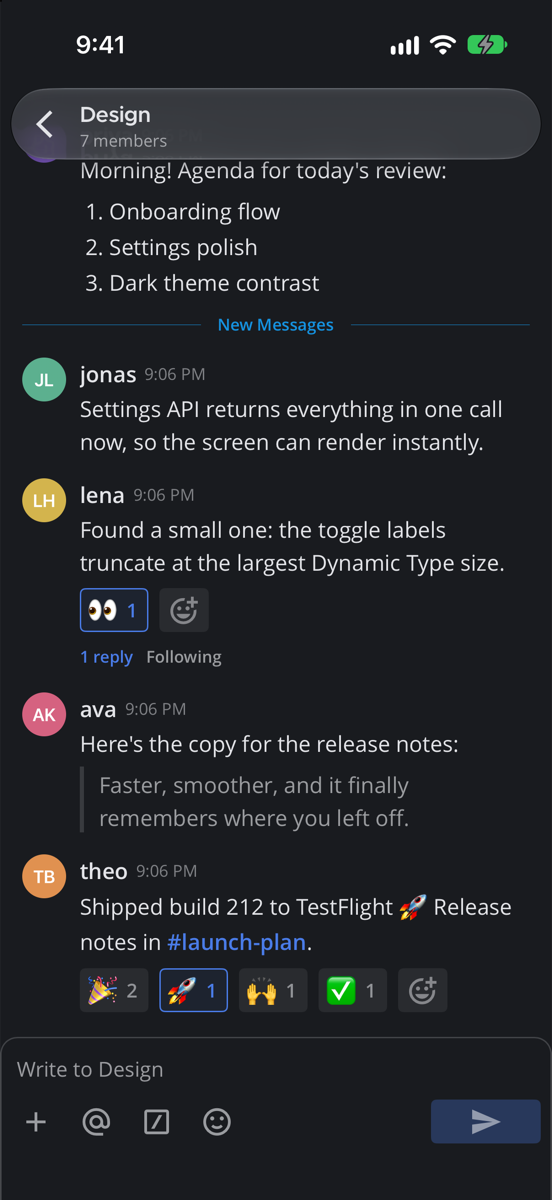 9:41
Design
7 members
Morning! Agenda for today's review:
1. Onboarding flow
2. Settings polish
3. Dark theme contrast
New Messages
JL
jonas 9:06 PM
Settings API returns everything in one call
now, so the screen can render instantly.
LH
lena 9:06 PM
Found a small one: the toggle labels
truncate at the largest Dynamic Type size.
👀 1
1 reply Following
AK
ava 9:06 PM
Here's the copy for the release notes:
Faster, smoother, and it finally
remembers where you left off.
TB
theo 9:06 PM
Shipped build 212 to TestFlight 🚀 Release
notes in #launch-plan.
🎉 2 🚀 1 🙌 1 ✅ 1
Write to Design